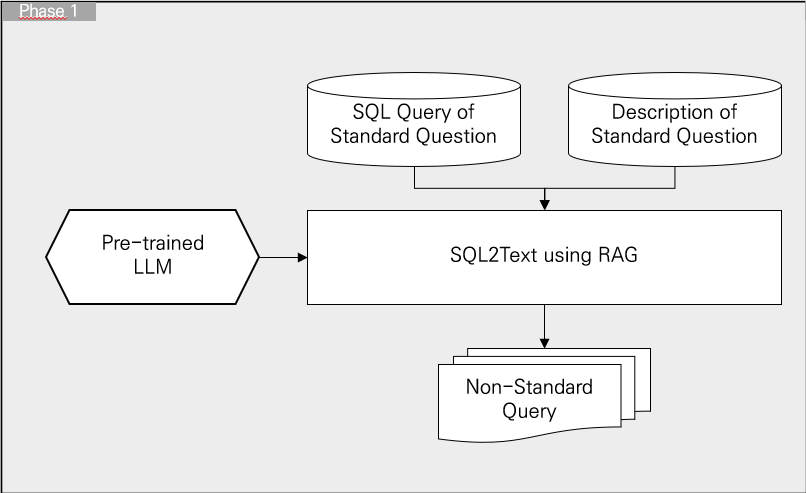 Phase 1
SQL Query of
Standard Question
Description of
Standard Question
Pre-trained
LLM
SQL2Text using RAG
Non-Standard
Query